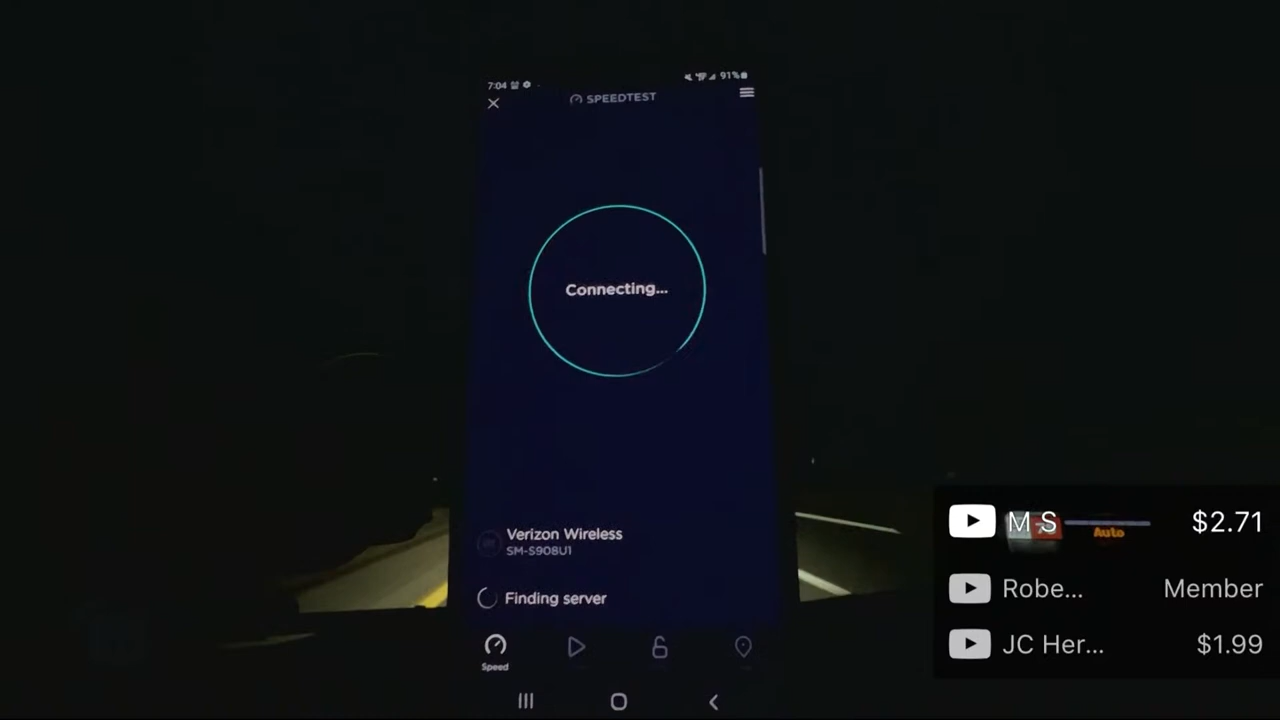 7:04
91%
SPEEDTEST
Connecting...
Verizon Wireless
SM-S908U1
Finding server
Speed
M S $2.71
Auto
Robe... Member
JC Her... $1.99